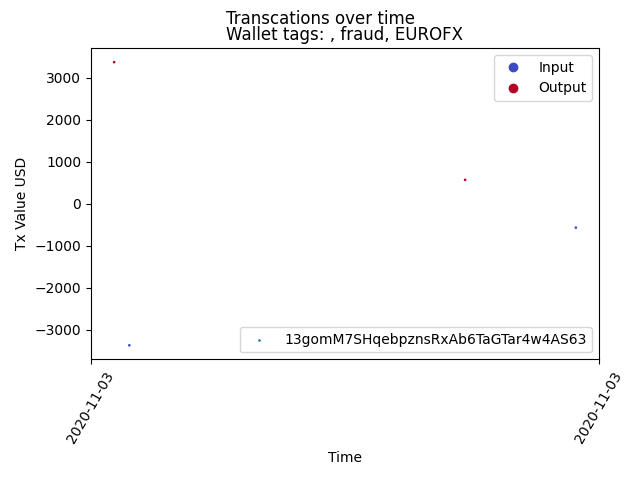 Transcations over time
Wallet tags: , fraud, EUROFX
3000
2000
1000
0
−1000
−2000
−3000
Tx Value USD
Input
Output
13gomM7SHqebpznsRxAb6TaGTar4w4AS63
2020-11-03
2020-11-03
Time